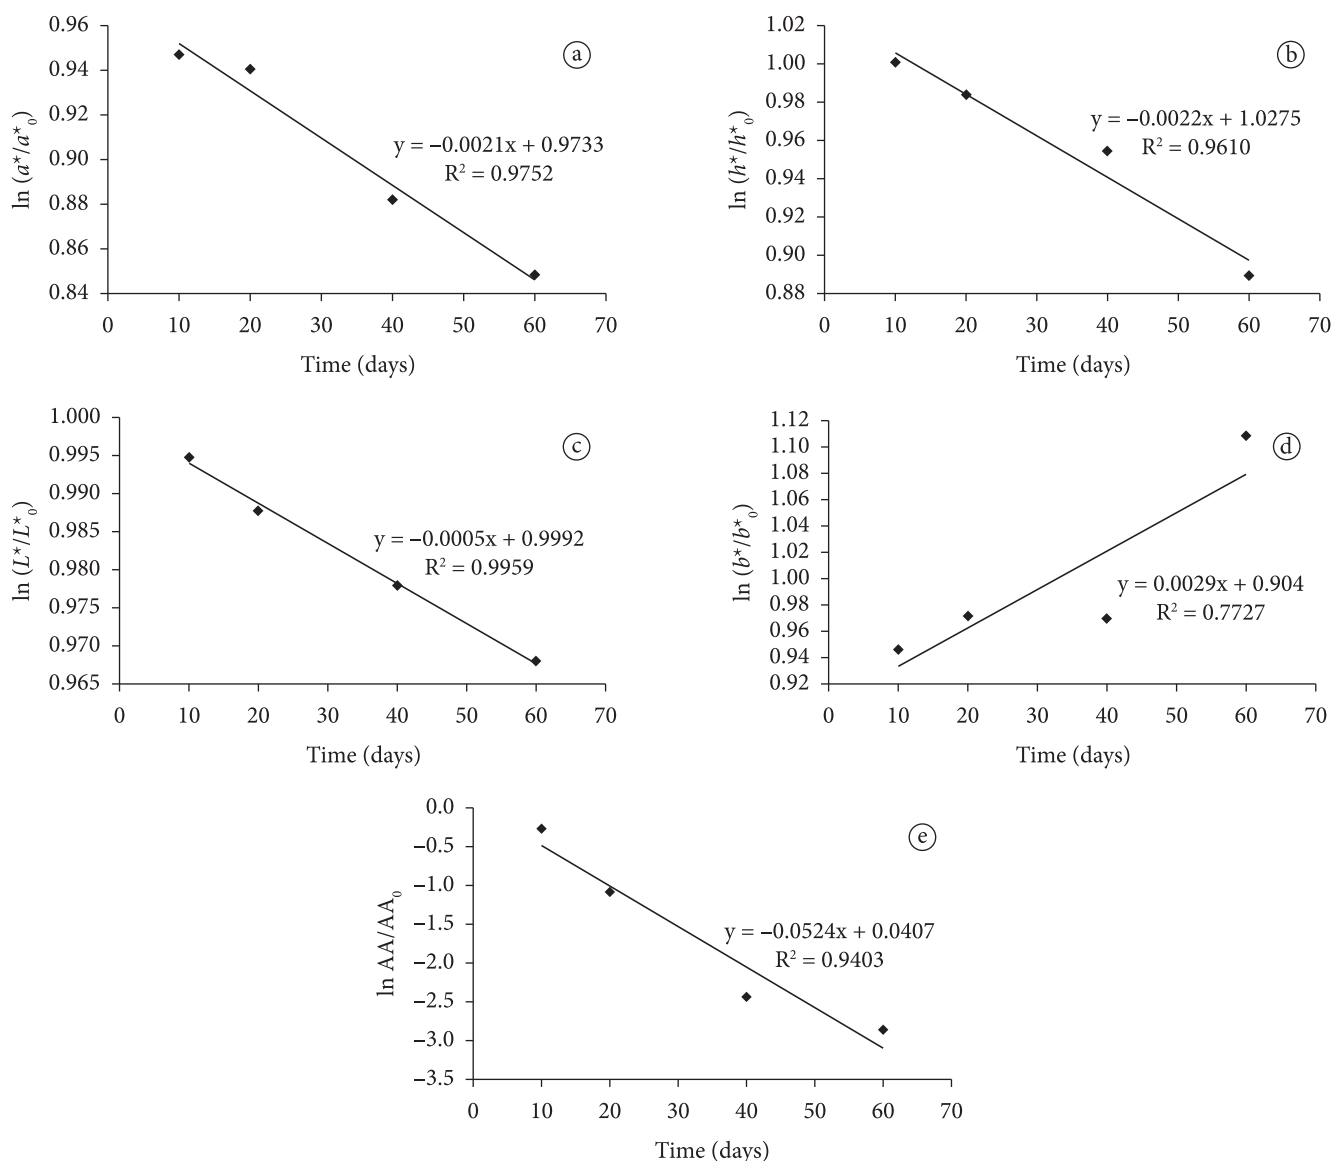 0.96
0.94
0.92
0.90
0.88
0.86
0.84
ln (a*/a*₀)
ⓐ
y = –0.0021x + 0.9733
R² = 0.9752
0 10 20 30 40 50 60 70
Time (days)
1.02
1.00
0.98
0.96
0.94
0.92
0.90
0.88
ln (h*/h*₀)
ⓑ
y = –0.0022x + 1.0275
R² = 0.9610
0 10 20 30 40 50 60 70
Time (days)
1.000
0.995
0.990
0.985
0.980
0.975
0.970
0.965
ln (L*/L*₀)
ⓒ
y = –0.0005x + 0.9992
R² = 0.9959
0 10 20 30 40 50 60 70
Time (days)
1.12
1.10
1.08
1.06
1.04
1.02
1.00
0.98
0.96
0.94
0.92
ln (b*/b*₀)
ⓓ
y = 0.0029x + 0.904
R² = 0.7727
0 10 20 30 40 50 60 70
Time (days)
0.0
–0.5
–1.0
–1.5
–2.0
–2.5
–3.0
–3.5
ln AA/AA₀
ⓔ
y = –0.0524x + 0.0407
R² = 0.9403
0 10 20 30 40 50 60 70
Time (days)